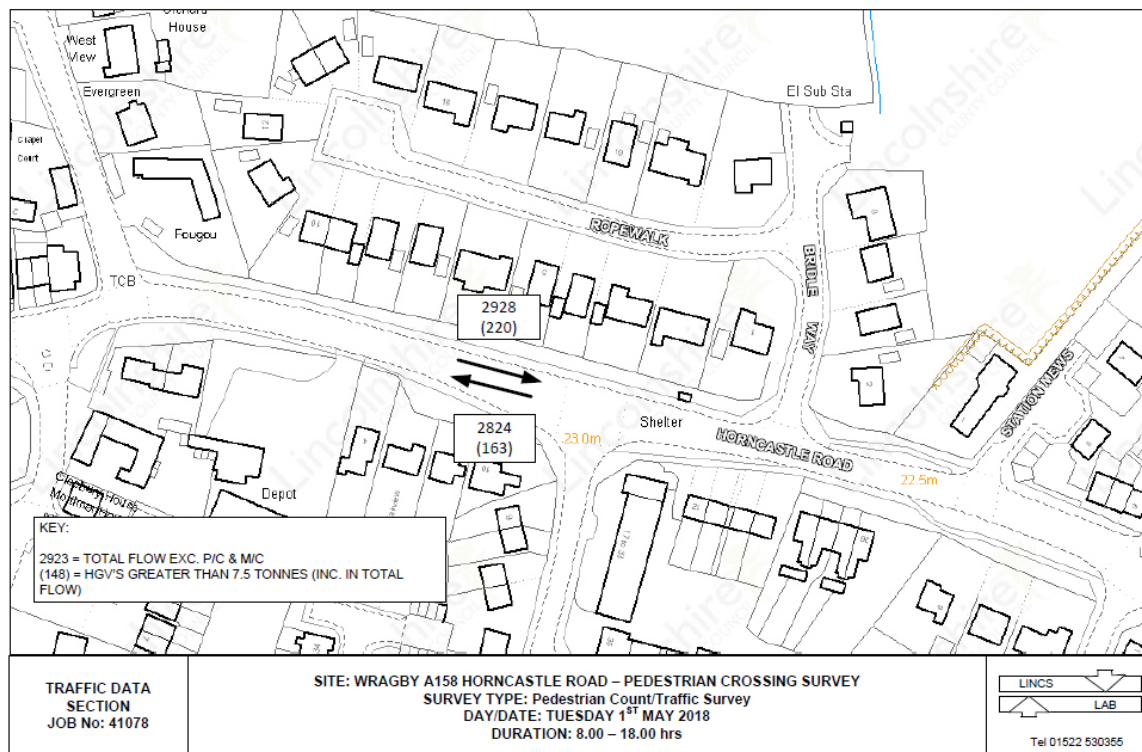 Orchard
House
West
View
Evergreen
Chapel
Court
Fougou
TCB
El Sub Sta
ROPEWALK
BRIDLE WAY
2928
(220)
2824
(163)
Shelter
23.0m
HORNCASTLE ROAD
22.5m
STATION MEWS
Depot
17 to 33
KEY:
2923 = TOTAL FLOW EXC. P/C & M/C
(148) = HGV'S GREATER THAN 7.5 TONNES (INC. IN TOTAL
FLOW)
TRAFFIC DATA
SECTION
JOB No: 41078
SITE: WRAGBY A158 HORNCASTLE ROAD – PEDESTRIAN CROSSING SURVEY
SURVEY TYPE: Pedestrian Count/Traffic Survey
DAY/DATE: TUESDAY 1ST MAY 2018
DURATION: 8.00 – 18.00 hrs
LINCS
LAB
Tel 01522 530355
Lincolnshire
COUNTY COUNCIL